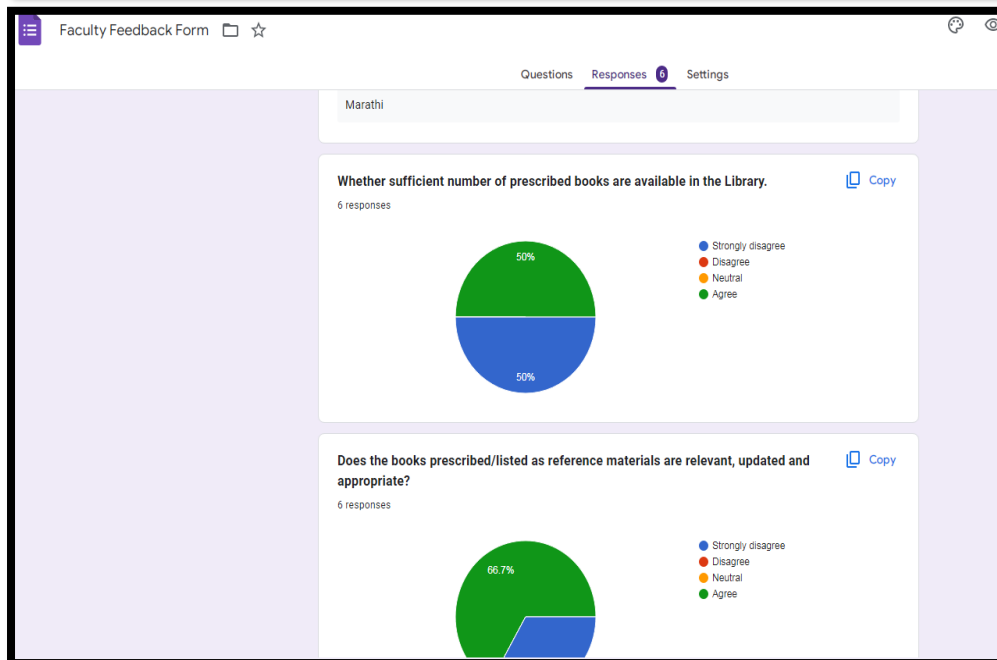 Faculty Feedback Form
Questions Responses 6 Settings
Marathi
Whether sufficient number of prescribed books are available in the Library.
Copy
6 responses
50%
50%
Strongly disagree
Disagree
Neutral
Agree
Does the books prescribed/listed as reference materials are relevant, updated and
appropriate?
Copy
6 responses
66.7%
Strongly disagree
Disagree
Neutral
Agree